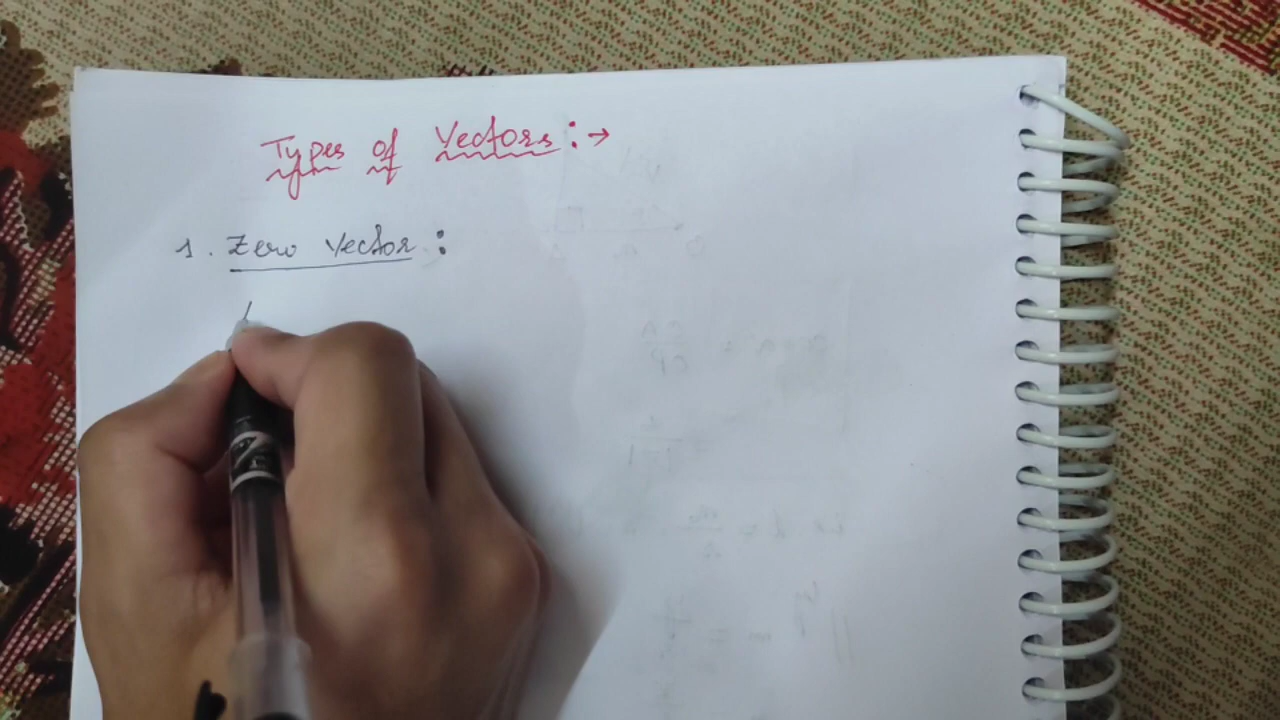 Types of Vectors :→
1. Zero Vector :